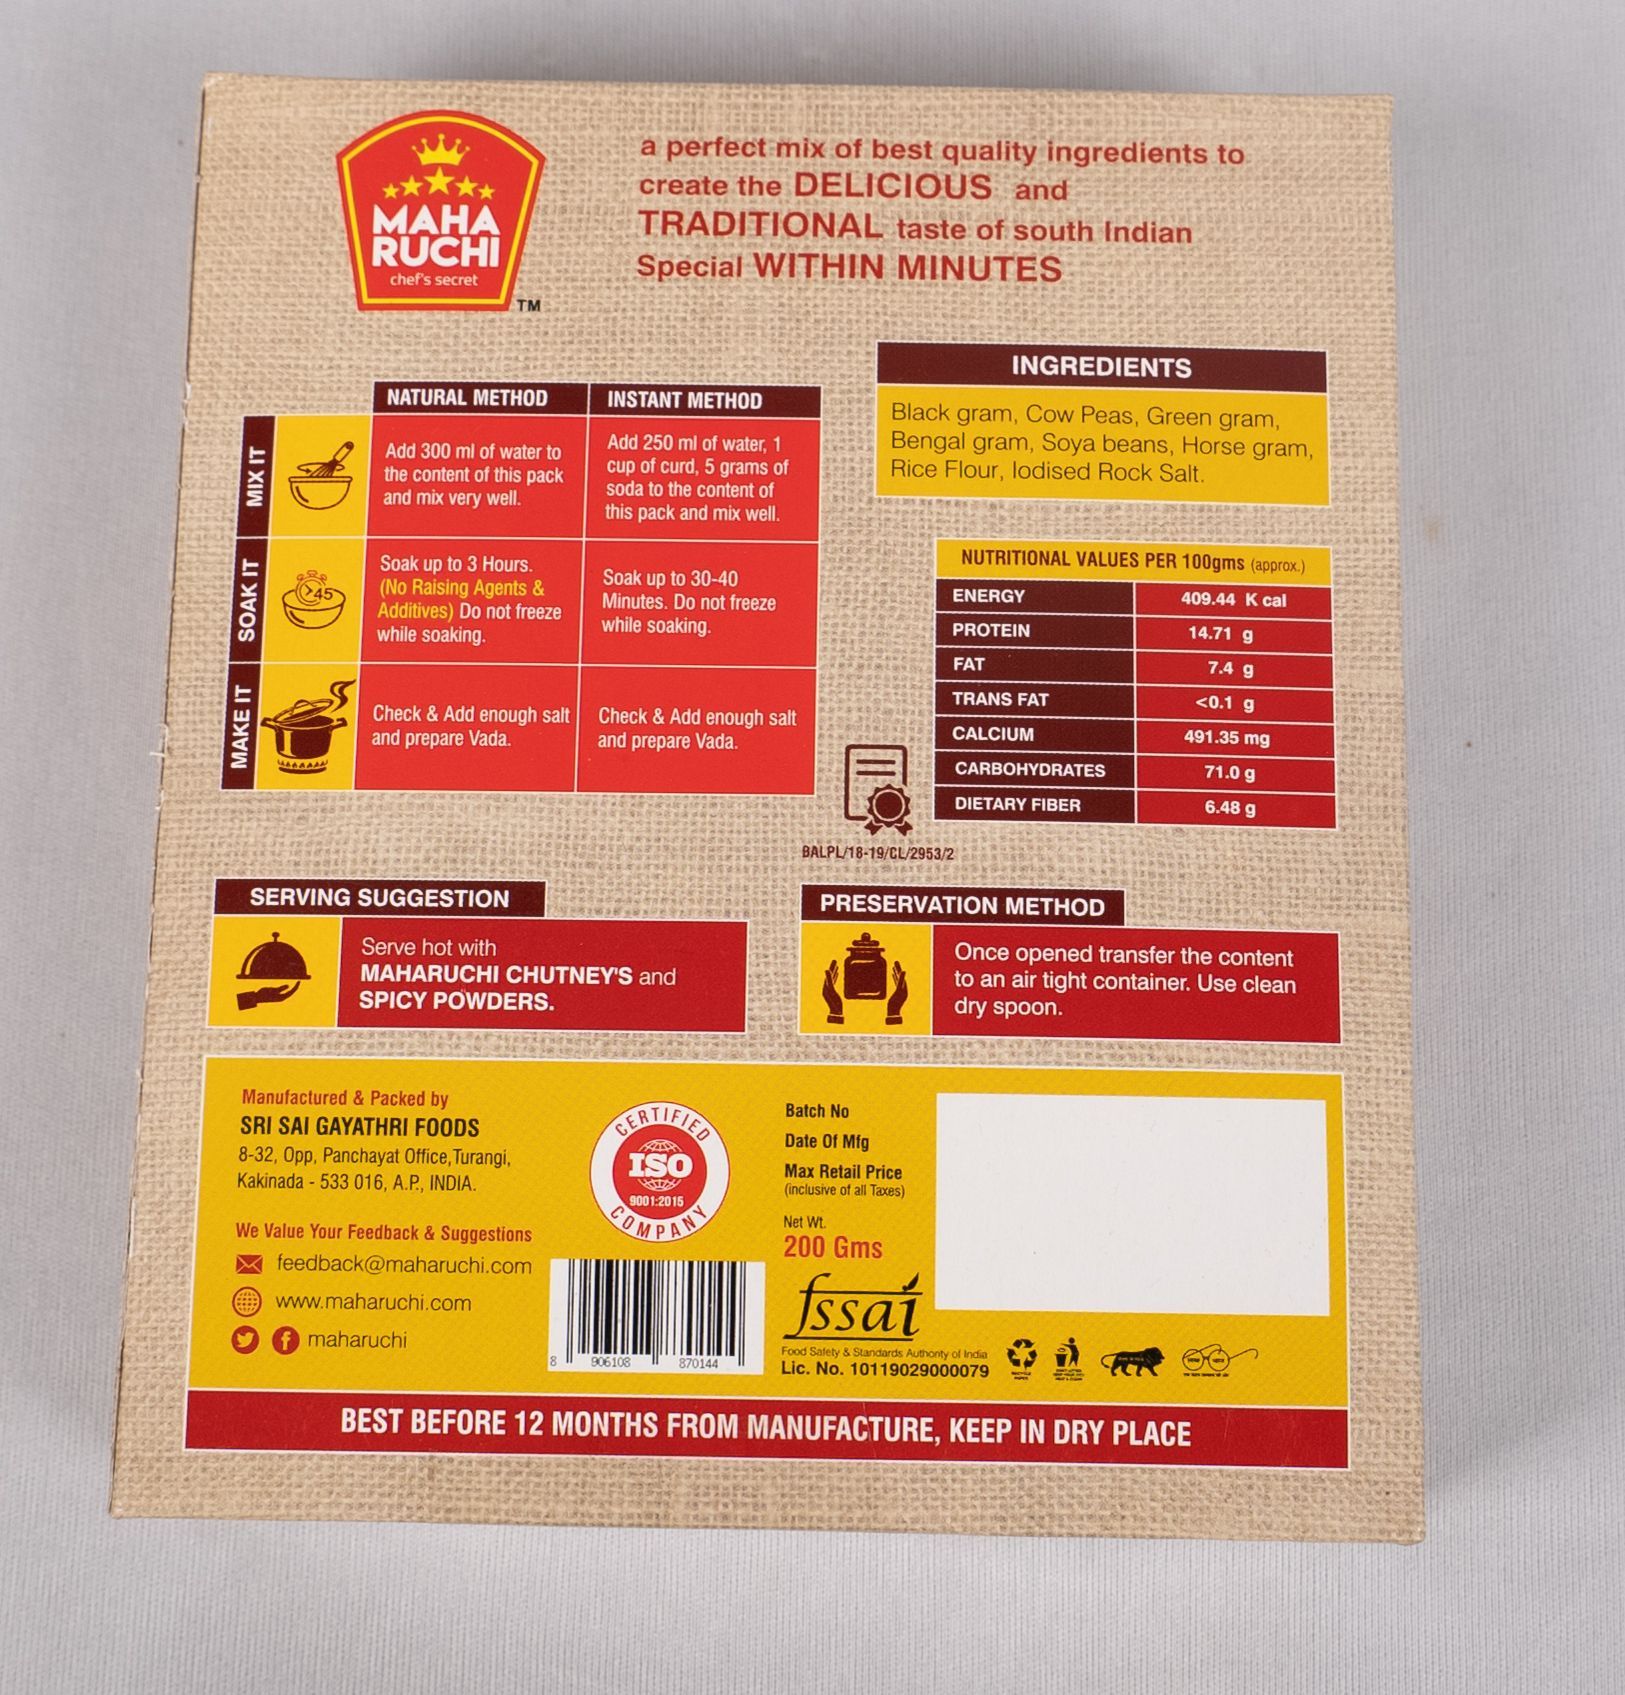 MAHA
RUCHI
chef's secret
TM
a perfect mix of best quality ingredients to
create the DELICIOUS and
TRADITIONAL taste of south Indian
Special WITHIN MINUTES
NATURAL METHOD
INSTANT METHOD
MIX IT
Add 300 ml of water to
the content of this pack
and mix very well.
Add 250 ml of water, 1
cup of curd, 5 grams of
soda to the content of
this pack and mix well.
SOAK IT
45
Soak up to 3 Hours.
(No Raising Agents &
Additives) Do not freeze
while soaking.
Soak up to 30-40
Minutes. Do not freeze
while soaking.
MAKE IT
Check & Add enough salt
and prepare Vada.
Check & Add enough salt
and prepare Vada.
INGREDIENTS
Black gram, Cow Peas, Green gram,
Bengal gram, Soya beans, Horse gram,
Rice Flour, Iodised Rock Salt.
NUTRITIONAL VALUES PER 100gms (approx.)
ENERGY 409.44 K cal
PROTEIN 14.71 g
FAT 7.4 g
TRANS FAT <0.1 g
CALCIUM 491.35 mg
CARBOHYDRATES 71.0 g
DIETARY FIBER 6.48 g
BALPL/18-19/CL/2953/2
SERVING SUGGESTION
Serve hot with
MAHARUCHI CHUTNEY'S and
SPICY POWDERS.
PRESERVATION METHOD
Once opened transfer the content
to an air tight container. Use clean
dry spoon.
Manufactured & Packed by
SRI SAI GAYATHRI FOODS
8-32, Opp, Panchayat Office,Turangi,
Kakinada - 533 016, A.P., INDIA.
We Value Your Feedback & Suggestions
feedback@maharuchi.com
www.maharuchi.com
maharuchi
CERTIFIED
ISO
9001:2015
COMPANY
8 906108 870144
Batch No
Date Of Mfg
Max Retail Price
(inclusive of all Taxes)
Net Wt.
200 Gms
fssai
Food Safety & Standards Authority of India
Lic. No. 10119029000079
BEST BEFORE 12 MONTHS FROM MANUFACTURE, KEEP IN DRY PLACE